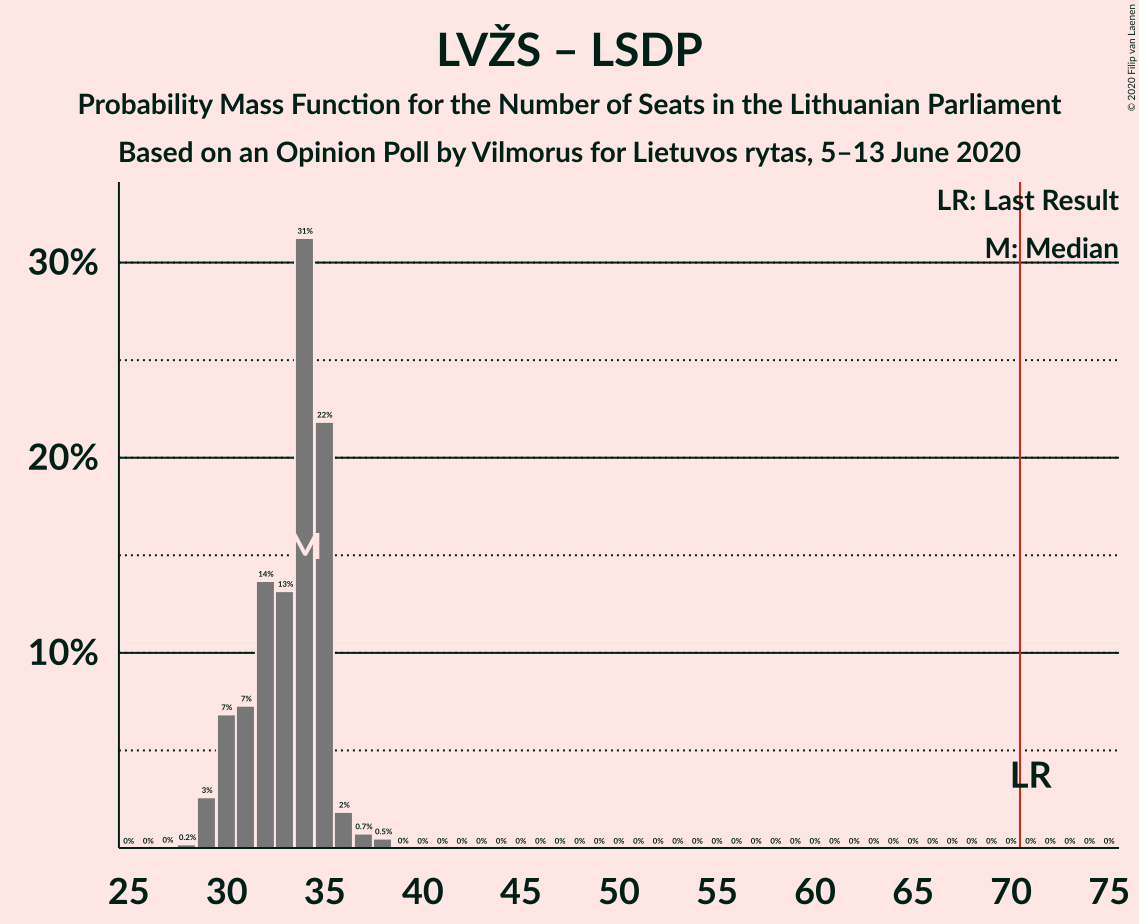 © 2020 Filip van Laenen
LVŽS – LSDP
Probability Mass Function for the Number of Seats in the Lithuanian Parliament
Based on an Opinion Poll by Vilmorus for Lietuvos rytas, 5–13 June 2020
LR: Last Result
M: Median
30%
20%
10%
0% 0% 0% 0.2% 3% 7% 7% 14% 13% 31% 22% 2% 0.7% 0.5% 0% 0% 0% 0% 0% 0% 0% 0% 0% 0% 0% 0% 0% 0% 0% 0% 0% 0% 0% 0% 0% 0% 0% 0% 0% 0% 0% 0% 0% 0% 0% 0% 0% 0% 0% 0% 0%
M
LR
25 30 35 40 45 50 55 60 65 70 75